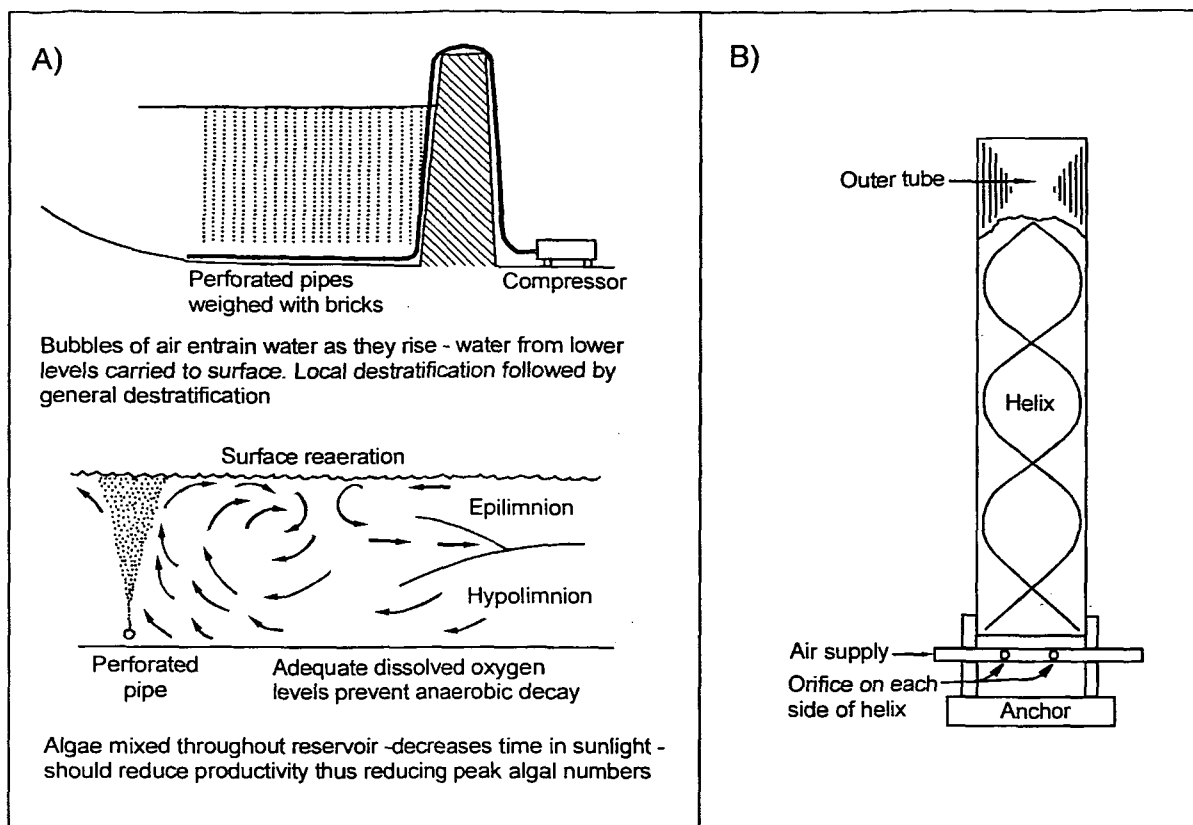 A)
Perforated pipes
weighed with bricks
Compressor
Bubbles of air entrain water as they rise - water from lower
levels carried to surface. Local destratification followed by
general destratification
Surface reaeration
Epilimnion
Hypolimnion
Perforated
pipe
Adequate dissolved oxygen
levels prevent anaerobic decay
Algae mixed throughout reservoir -decreases time in sunlight -
should reduce productivity thus reducing peak algal numbers
B)
Outer tube
Helix
Air supply
Orifice on each
side of helix
Anchor